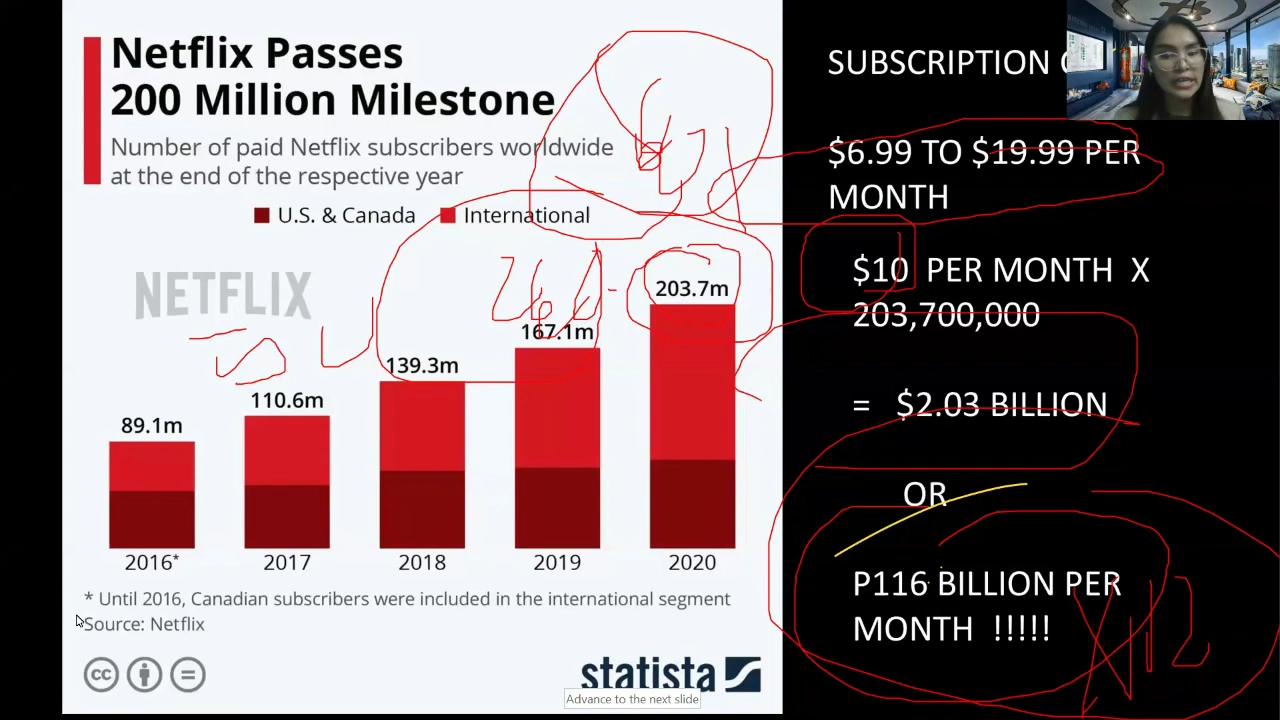 Netflix Passes
200 Million Milestone
Number of paid Netflix subscribers worldwide
at the end of the respective year
U.S. & Canada
International
NETFLIX
89.1m
110.6m
139.3m
167.1m
203.7m
2016*
2017
2018
2019
2020
* Until 2016, Canadian subscribers were included in the international segment
Source: Netflix
cc
statista
Advance to the next slide
SUBSCRIPTION
$6.99 TO $19.99 PER
MONTH
$10 PER MONTH X
203,700,000
= $2.03 BILLION
OR
P116 BILLION PER
MONTH !!!!!